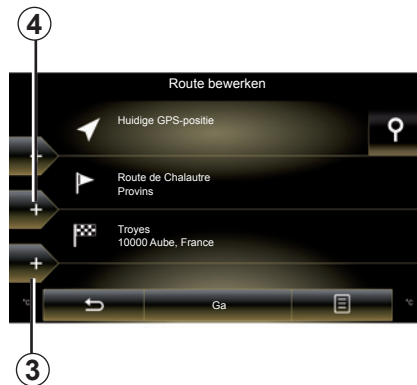 4
Route bewerken
Huidige GPS-positie
+
Route de Chalautre
Provins
+
Troyes
10000 Aube, France
+
°C
Ga
°C
3